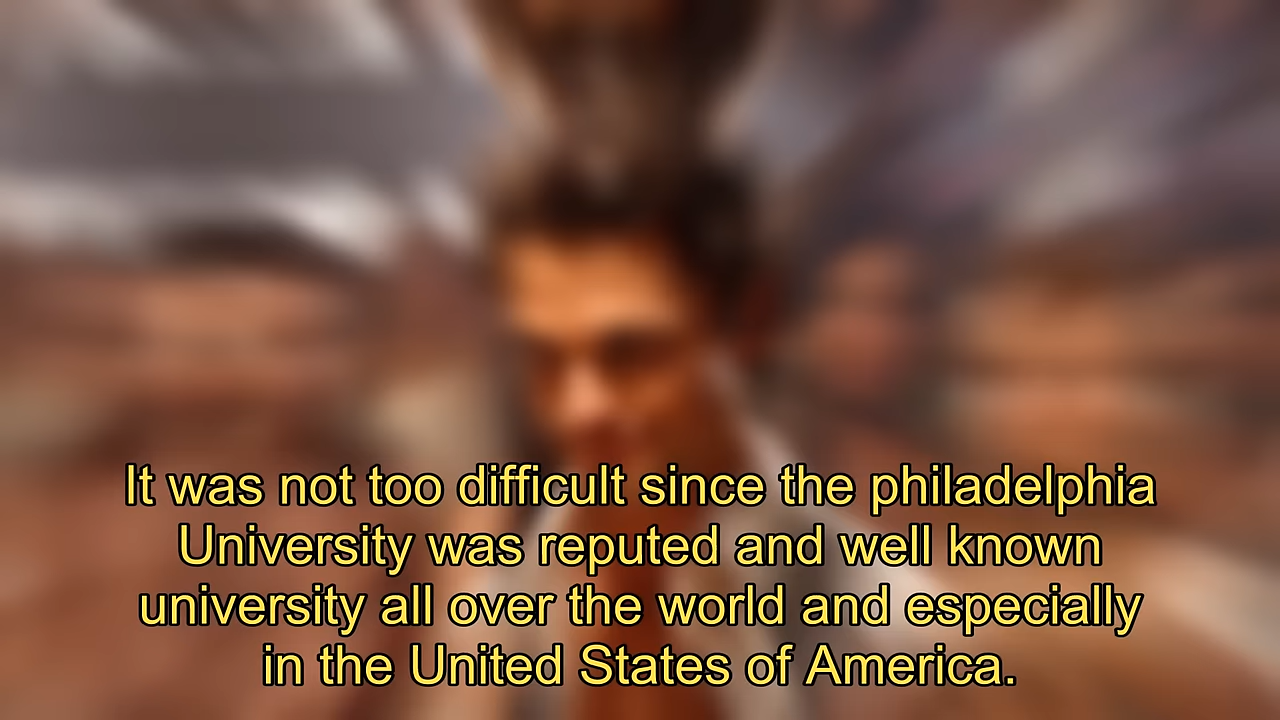 It was not too difficult since the philadelphia
University was reputed and well known
university all over the world and especially
in the United States of America.